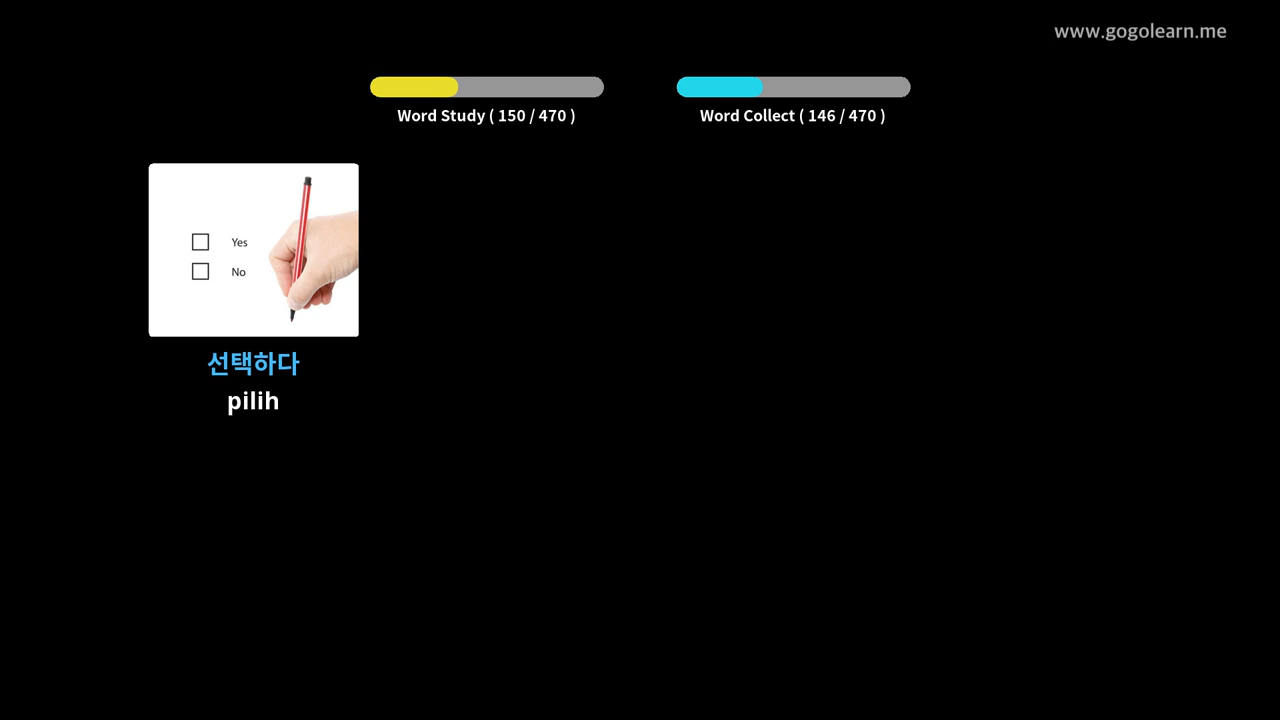 www.gogolearn.me
Word Study ( 150 / 470 )
Word Collect ( 146 / 470 )
Yes
No
선택하다
pilih